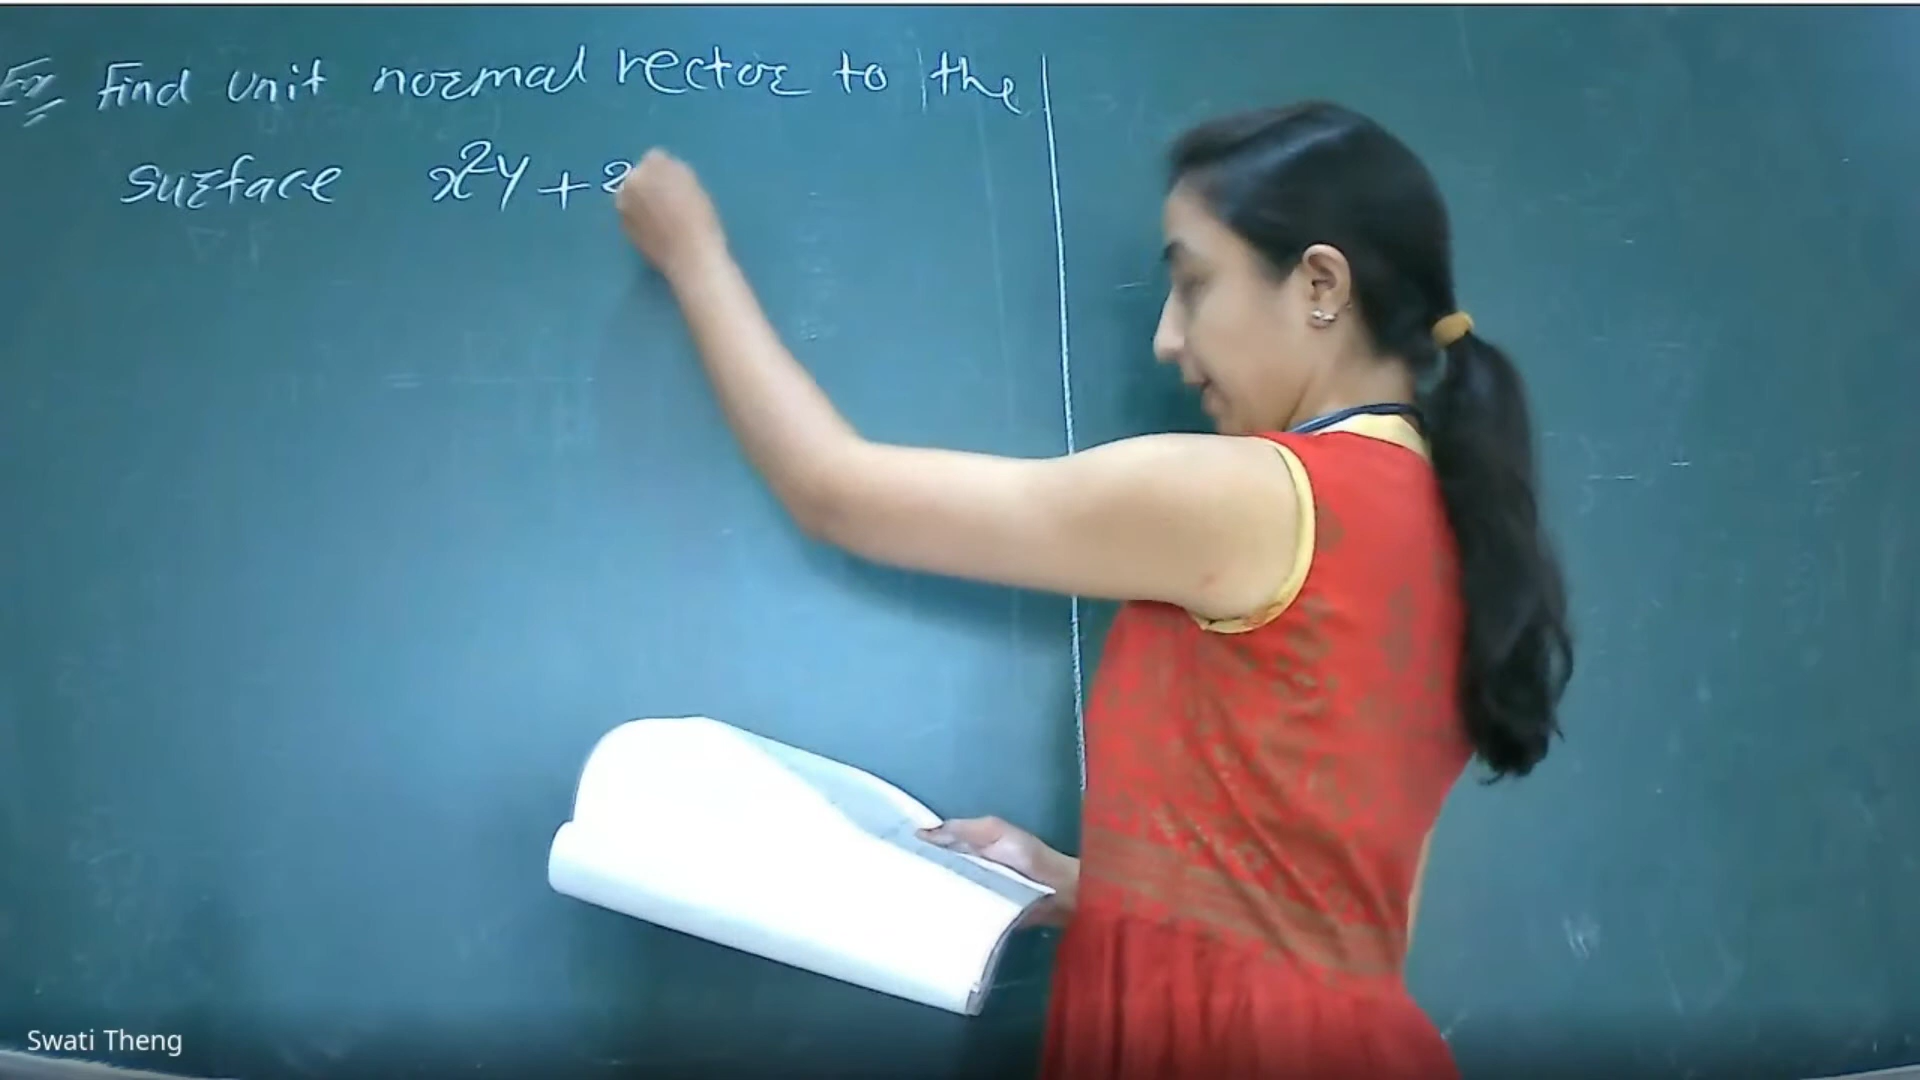 Ex Find unit normal vector to the
surface x²y + 2
Swati Theng